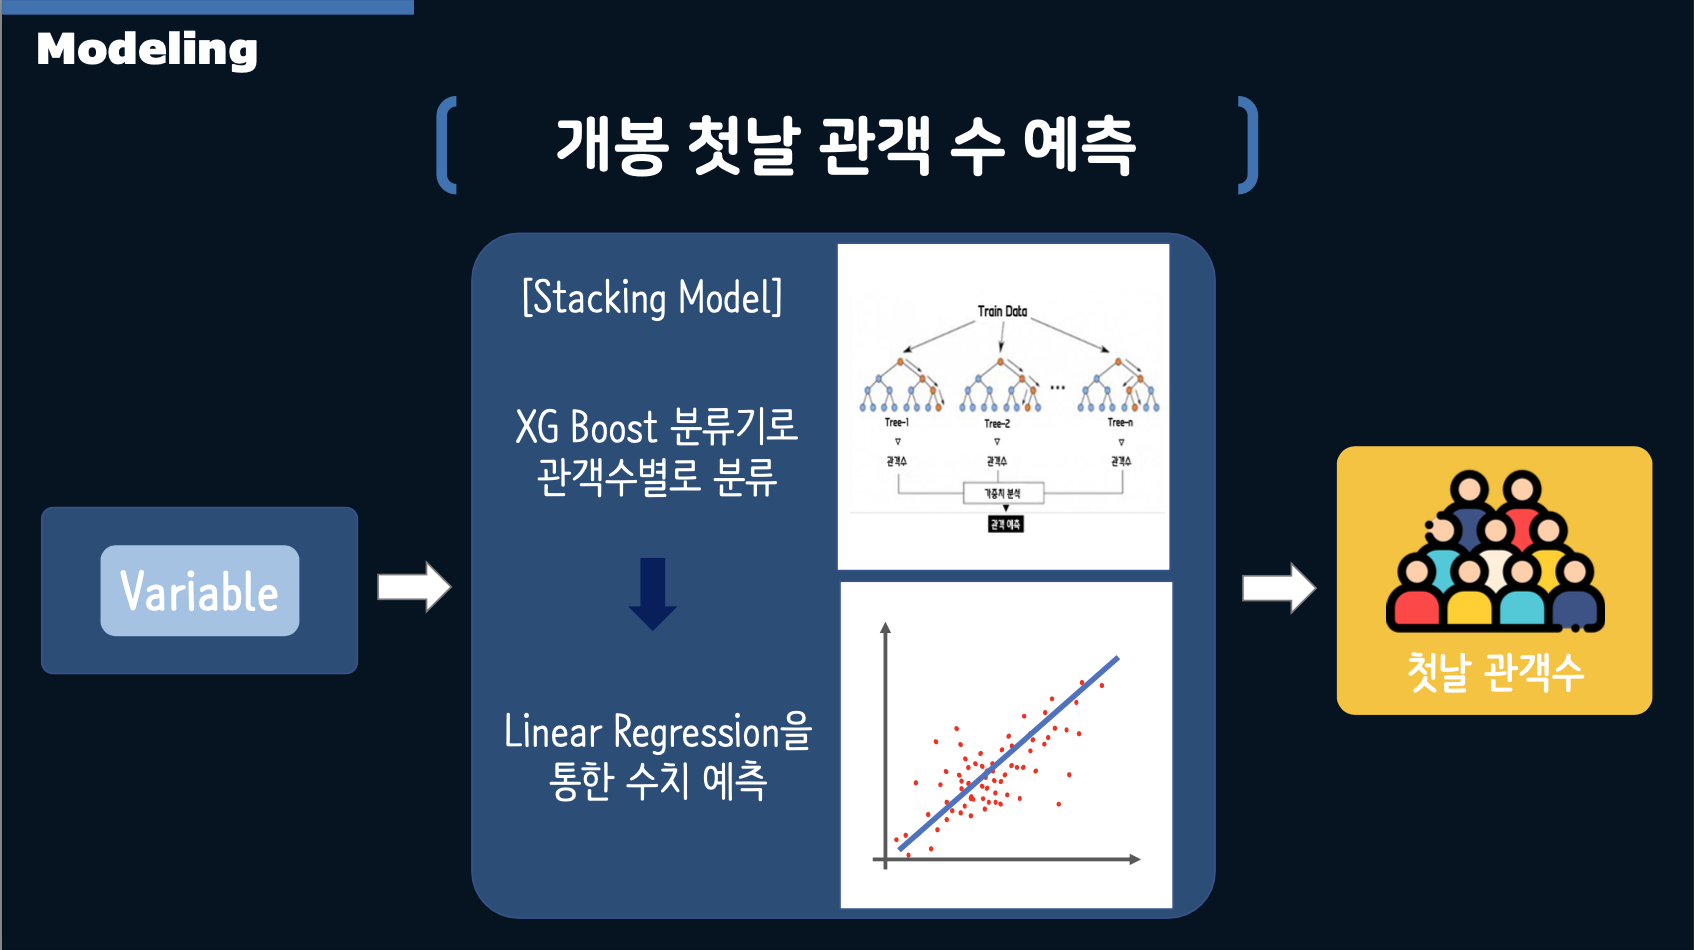 Modeling
개봉 첫날 관객 수 예측
[Stacking Model]
XG Boost 분류기로
관객수별로 분류
Linear Regression을
통한 수치 예측
Train Data
Tree-1
Tree-2
...
Tree-n
▽
▽
▽
관객수
관객수
관객수
가중치 분석
관객 예측
Variable
첫날 관객수